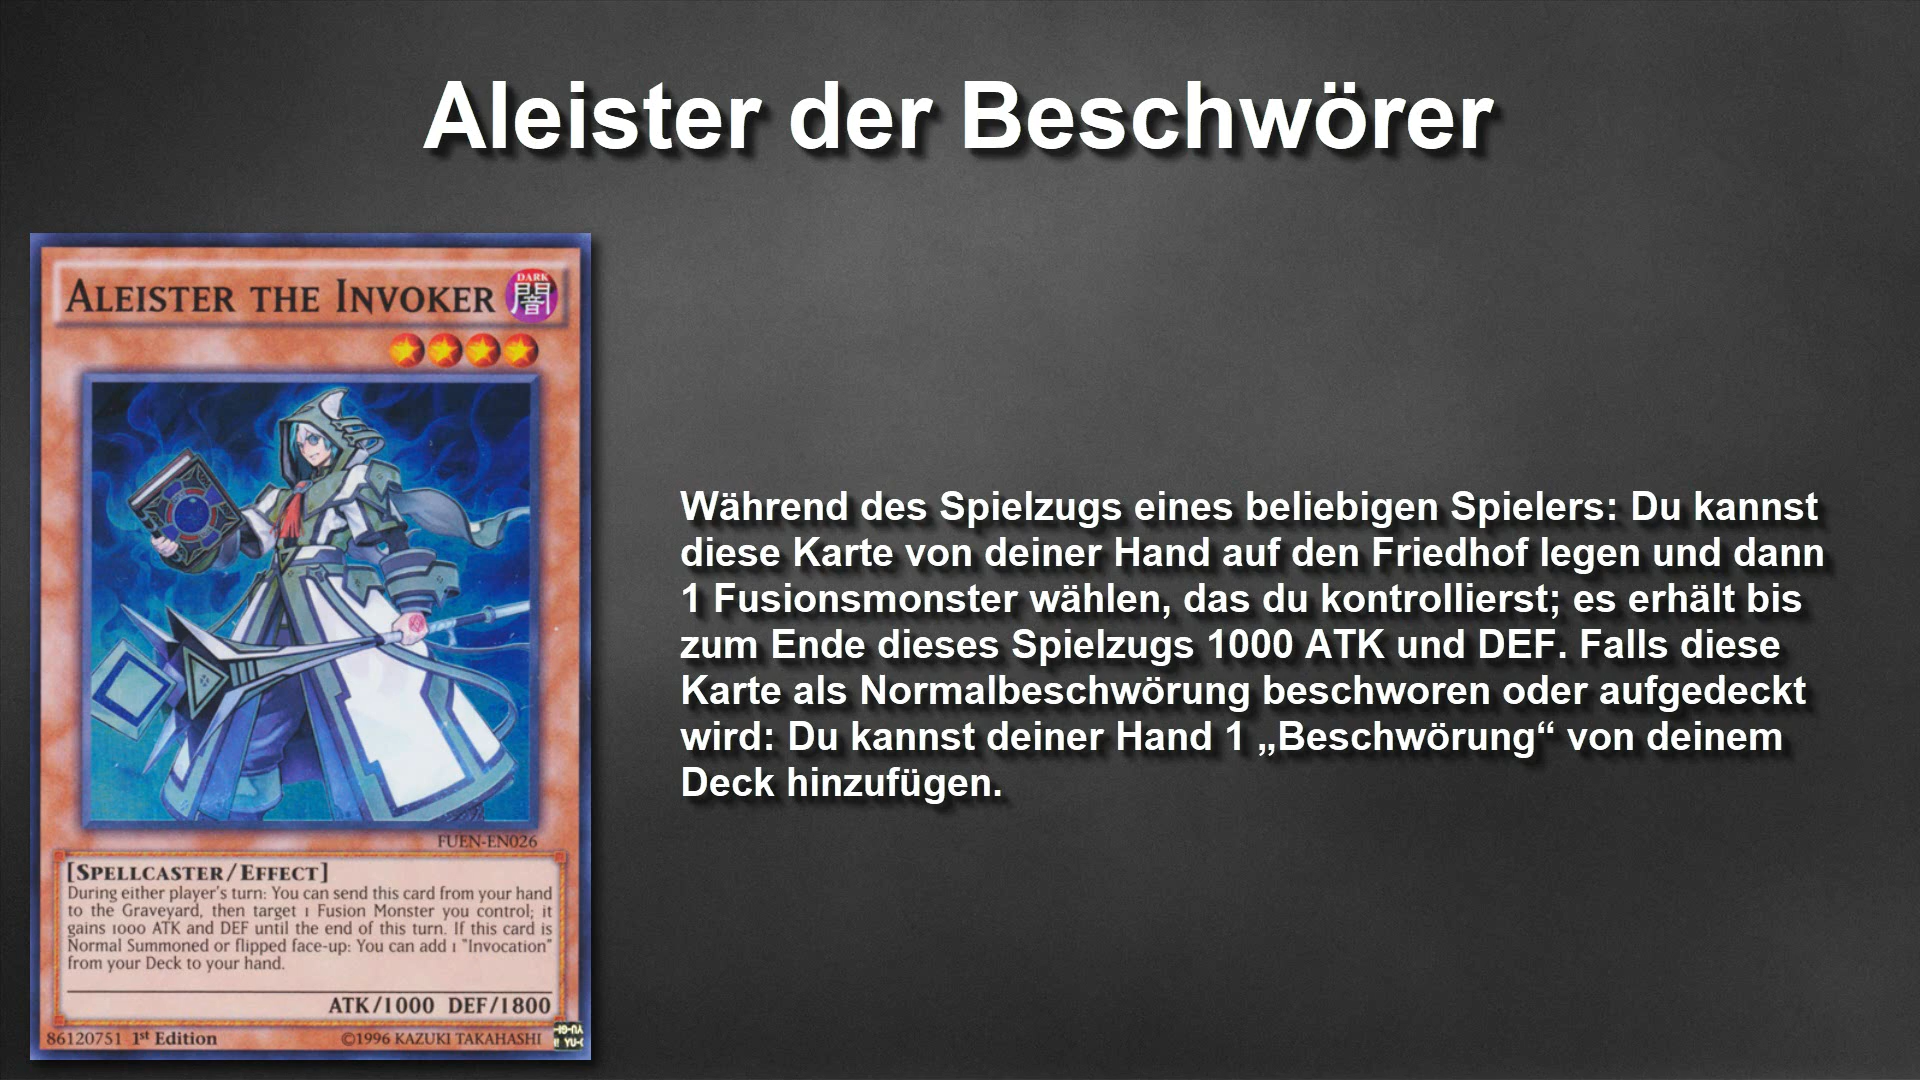 Aleister der Beschwörer
ALEISTER THE INVOKER
DARK
闇
Während des Spielzugs eines beliebigen Spielers: Du kannst
diese Karte von deiner Hand auf den Friedhof legen und dann
1 Fusionsmonster wählen, das du kontrollierst; es erhält bis
zum Ende dieses Spielzugs 1000 ATK und DEF. Falls diese
Karte als Normalbeschwörung beschworen oder aufgedeckt
wird: Du kannst deiner Hand 1 „Beschwörung“ von deinem
Deck hinzufügen.
FUEN-EN026
[SPELLCASTER/EFFECT]
During either player's turn: You can send this card from your hand
to the Graveyard, then target 1 Fusion Monster you control; it
gains 1000 ATK and DEF until the end of this turn. If this card is
Normal Summoned or flipped face-up: You can add 1 "Invocation"
from your Deck to your hand.
ATK/1000 DEF/1800
86120751 1st Edition
©1996 KAZUKI TAKAHASHI